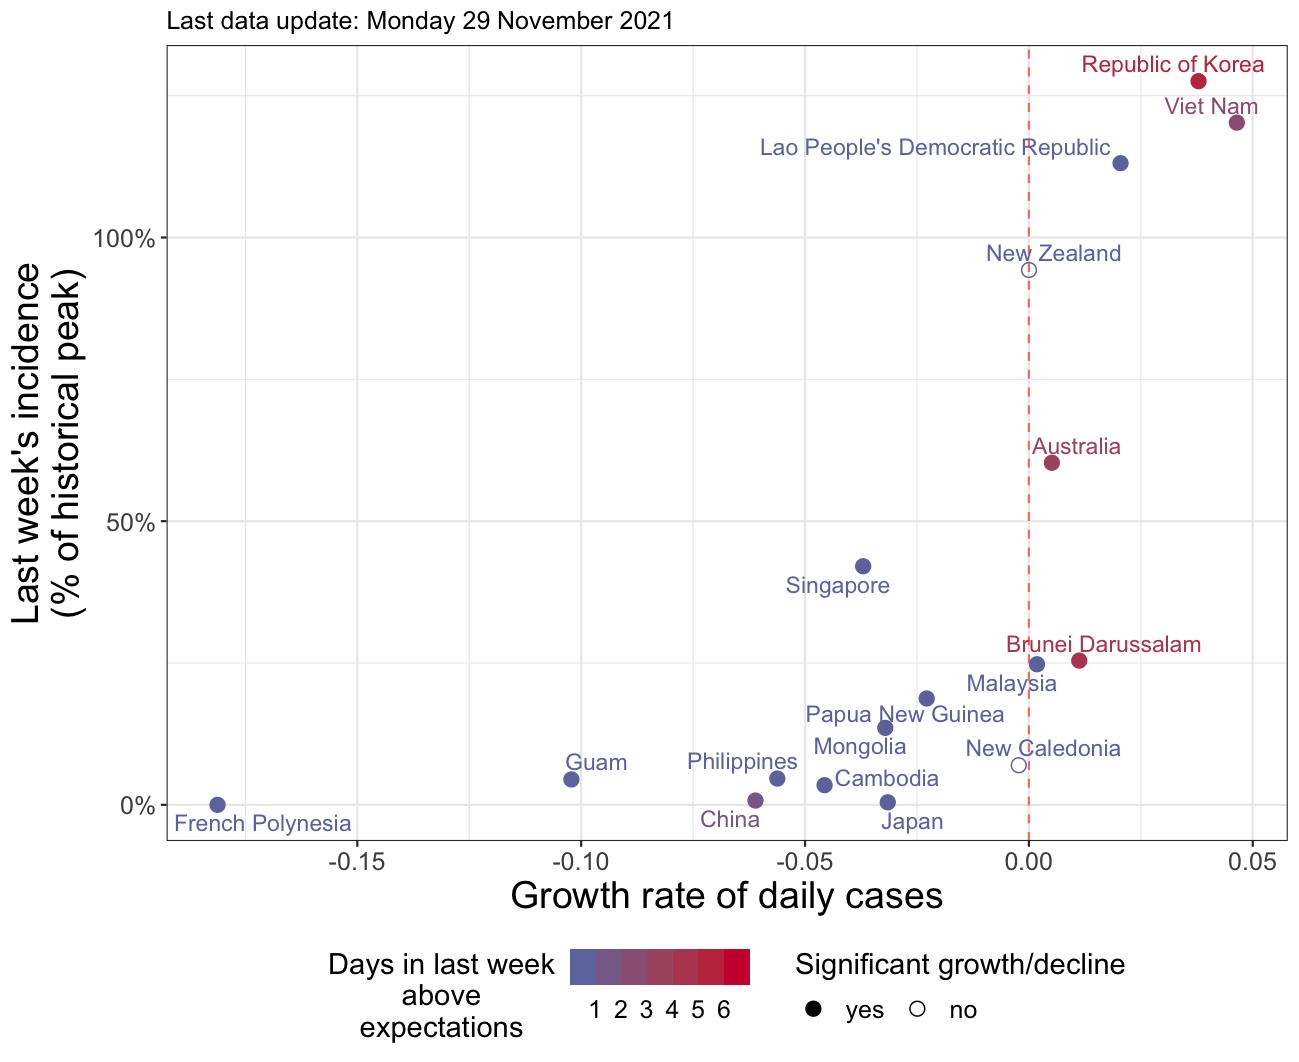 Last data update: Monday 29 November 2021
Republic of Korea
Viet Nam
Lao People's Democratic Republic
100%
New Zealand
Last week's incidence
(% of historical peak)
Australia
50%
Singapore
Brunei Darussalam
Malaysia
Papua New Guinea
Mongolia
New Caledonia
Guam
Philippines
Cambodia
0%
French Polynesia
China
Japan
-0.15 -0.10 -0.05 0.00 0.05
Growth rate of daily cases
Days in last week
above
expectations
1 2 3 4 5 6
Significant growth/decline
yes no